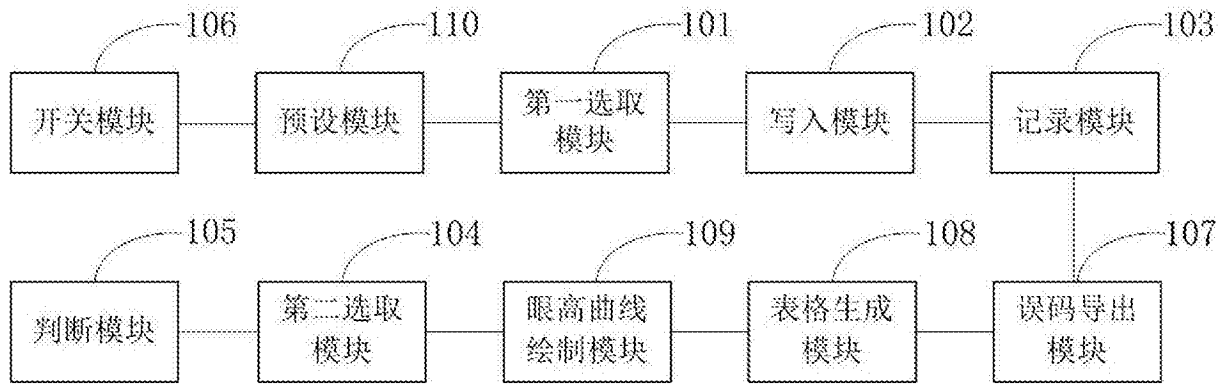 106
110
101
102
103
开关模块
预设模块
第一选取
模块
写入模块
记录模块
105
104
109
108
107
判断模块
第二选取
模块
眼高曲线
绘制模块
表格生成
模块
误码导出
模块